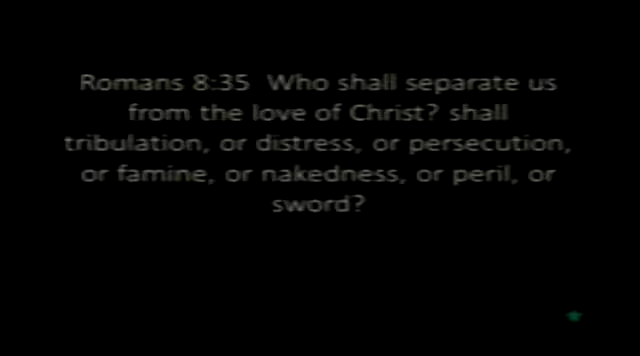 Romans 8:35 Who shall separate us
from the love of Christ? shall
tribulation, or distress, or persecution,
or famine, or nakedness, or peril, or
sword?